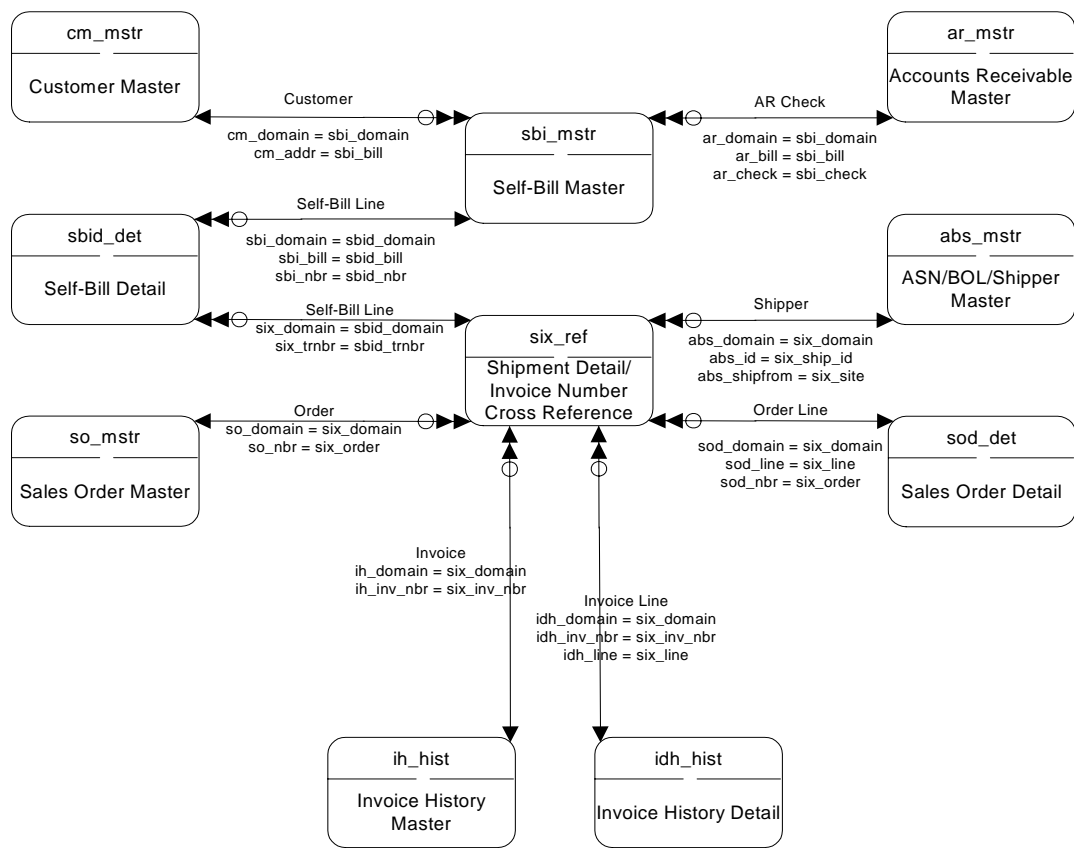 cm_mstr
Customer Master
Customer
cm_domain = sbi_domain
cm_addr = sbi_bill
sbi_mstr
Self-Bill Master
AR Check
ar_domain = sbi_domain
ar_bill = sbi_bill
ar_check = sbi_check
ar_mstr
Accounts Receivable
Master
sbid_det
Self-Bill Detail
Self-Bill Line
sbi_domain = sbid_domain
sbi_bill = sbid_bill
sbi_nbr = sbid_nbr
Self-Bill Line
six_domain = sbid_domain
six_trnbr = sbid_trnbr
six_ref
Shipment Detail/
Invoice Number
Cross Reference
Shipper
abs_domain = six_domain
abs_id = six_ship_id
abs_shipfrom = six_site
abs_mstr
ASN/BOL/Shipper
Master
so_mstr
Sales Order Master
Order
so_domain = six_domain
so_nbr = six_order
Order Line
sod_domain = six_domain
sod_line = six_line
sod_nbr = six_order
sod_det
Sales Order Detail
Invoice
ih_domain = six_domain
ih_inv_nbr = six_inv_nbr
Invoice Line
idh_domain = six_domain
idh_inv_nbr = six_inv_nbr
idh_line = six_line
ih_hist
Invoice History
Master
idh_hist
Invoice History Detail